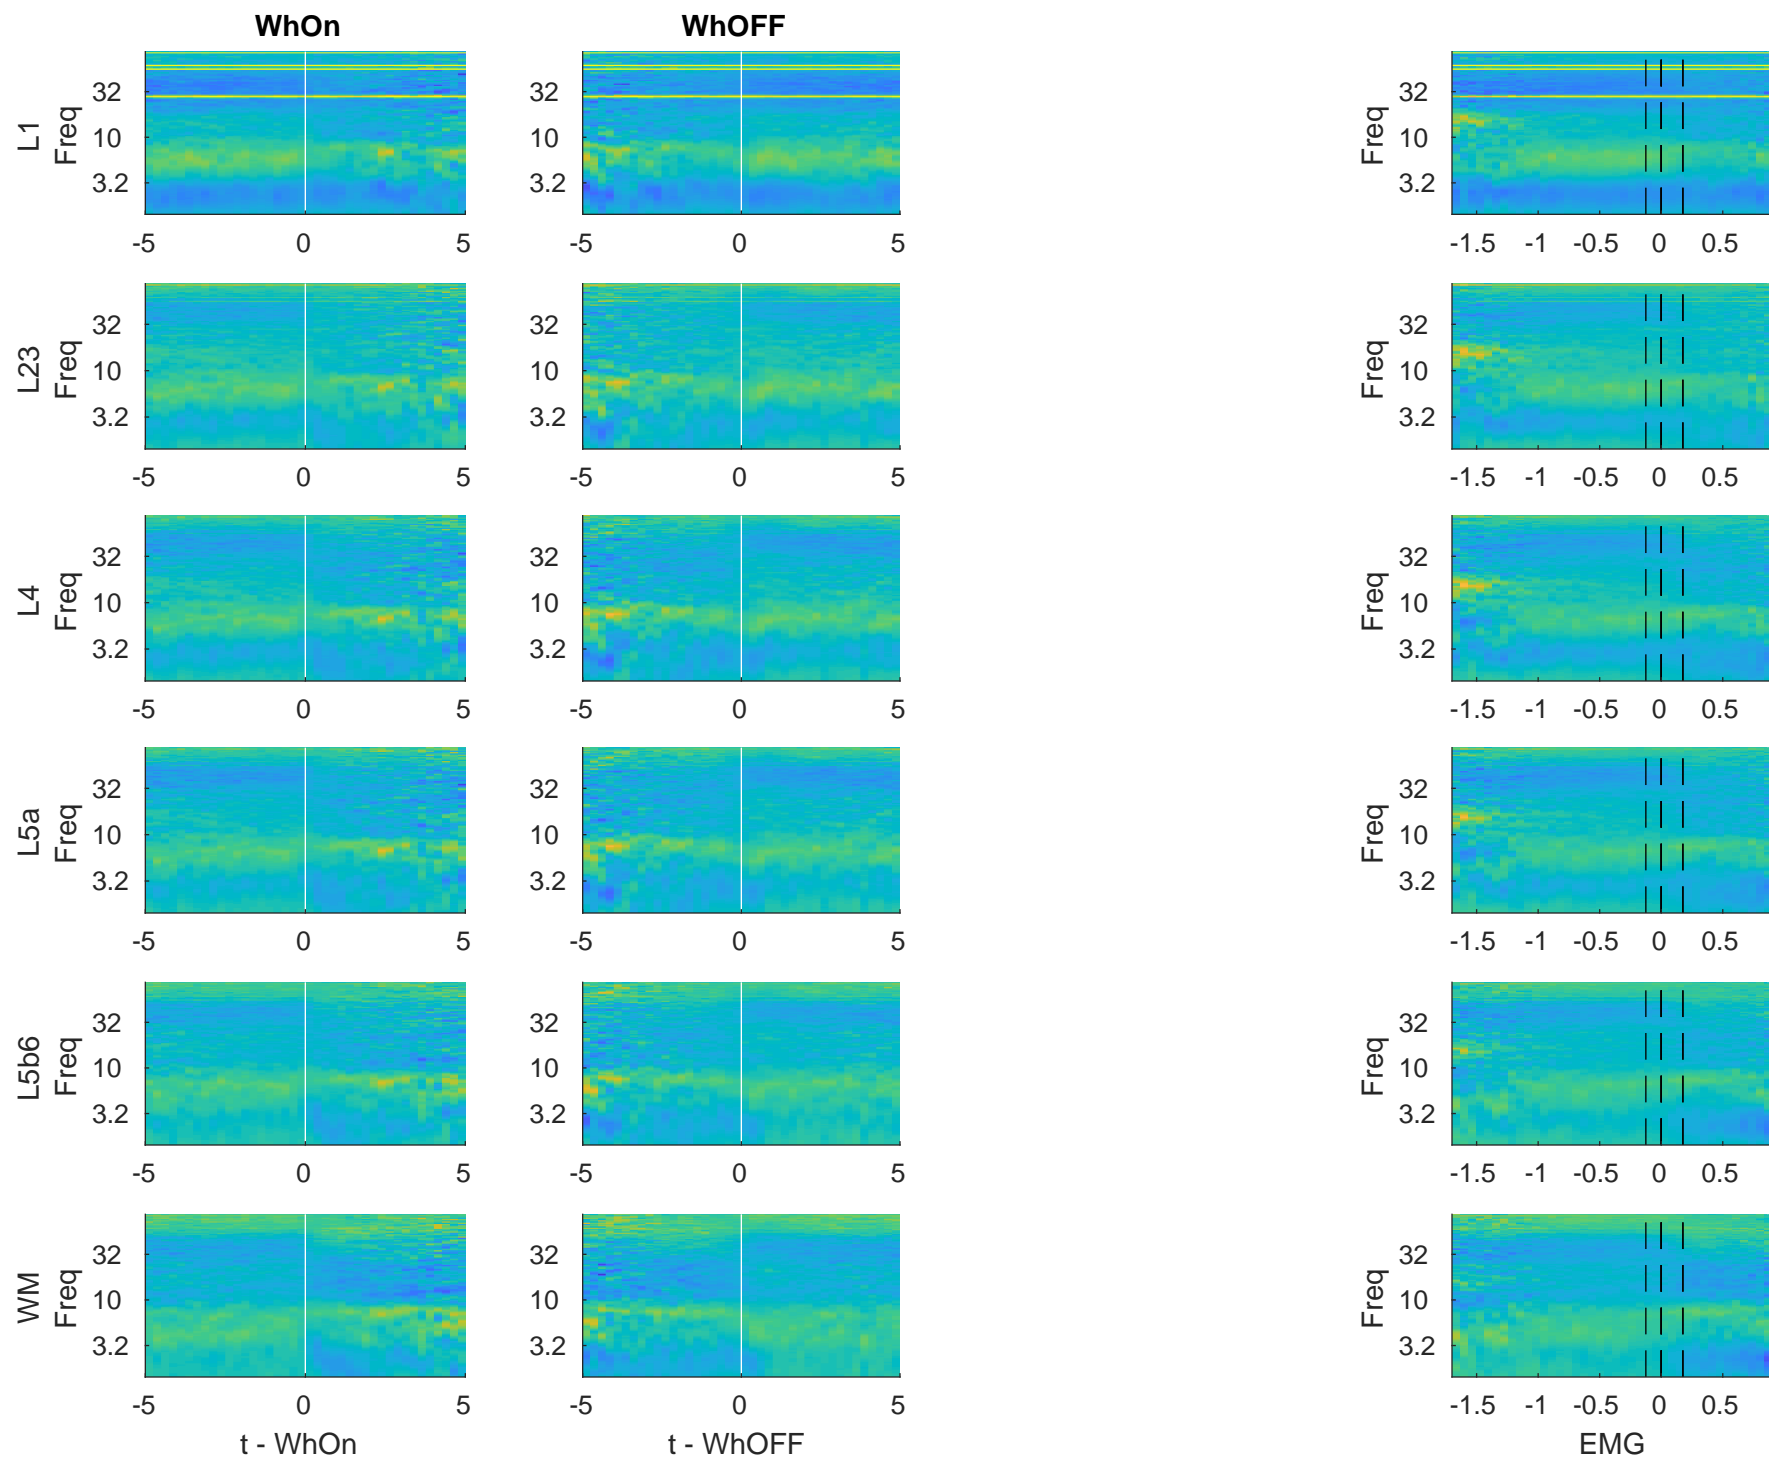 WhOn WhOFF
L1 Freq 32 10 3.2 32 10 3.2 Freq 32 10 3.2
-5 0 5 -5 0 5 -1.5 -1 -0.5 0 0.5
L23 Freq 32 10 3.2 32 10 3.2 Freq 32 10 3.2
-5 0 5 -5 0 5 -1.5 -1 -0.5 0 0.5
L4 Freq 32 10 3.2 32 10 3.2 Freq 32 10 3.2
-5 0 5 -5 0 5 -1.5 -1 -0.5 0 0.5
L5a Freq 32 10 3.2 32 10 3.2 Freq 32 10 3.2
-5 0 5 -5 0 5 -1.5 -1 -0.5 0 0.5
L5b6 Freq 32 10 3.2 32 10 3.2 Freq 32 10 3.2
-5 0 5 -5 0 5 -1.5 -1 -0.5 0 0.5
WM Freq 32 10 3.2 32 10 3.2 Freq 32 10 3.2
-5 0 5 -5 0 5 -1.5 -1 -0.5 0 0.5
t - WhOn t - WhOFF EMG